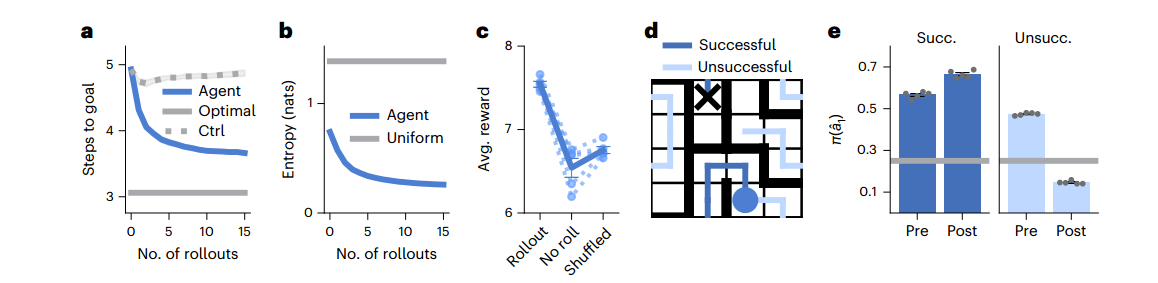 a
Steps to goal
5
4
3
0
5
10
15
No. of rollouts
Agent
Optimal
Ctrl
b
Entropy (nats)
1
0
0
5
10
15
No. of rollouts
Agent
Uniform
c
Avg. reward
8
7
6
Rollout
No roll
Shuffled
d
Successful
Unsuccessful
e
π(â₁)
0.7
0.5
0.3
0.1
Succ.
Pre
Post
Unsucc.
Pre
Post